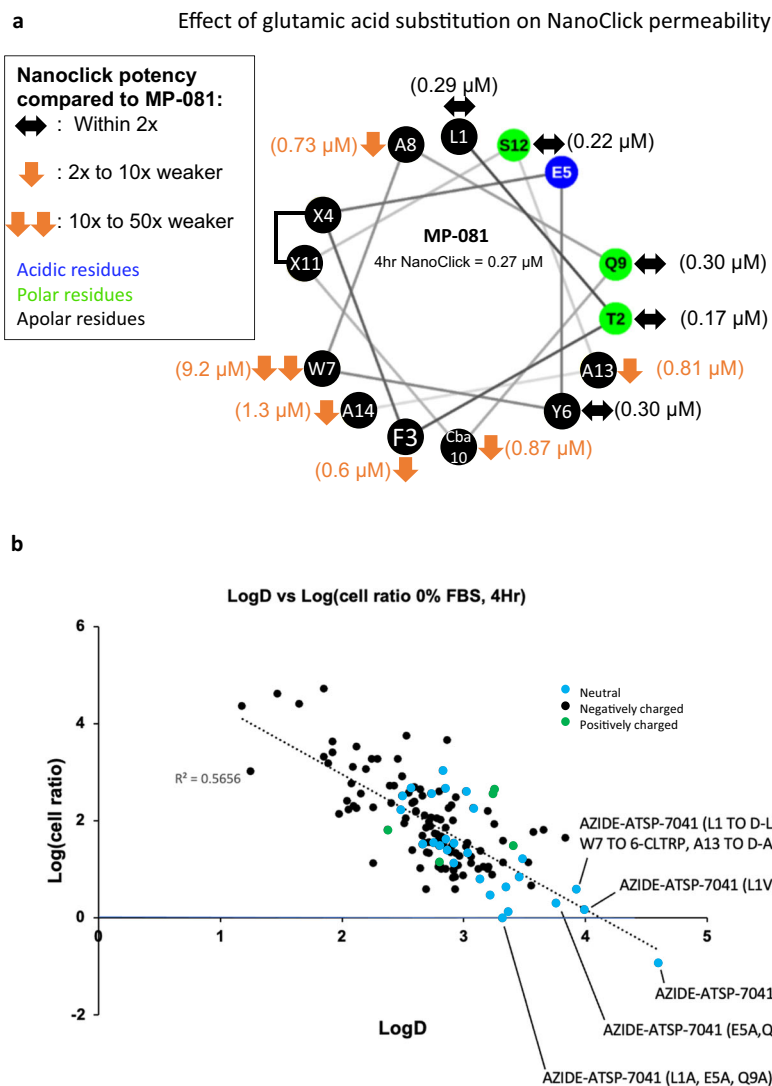 a
Effect of glutamic acid substitution on NanoClick permeability
Nanoclick potency
compared to MP-081:
: Within 2x
: 2x to 10x weaker
: 10x to 50x weaker
Acidic residues
Polar residues
Apolar residues
(0.29 µM)
L1
(0.73 µM)
A8
S12
(0.22 µM)
E5
X4
MP-081
4hr NanoClick = 0.27 µM
X11
Q9
(0.30 µM)
T2
(0.17 µM)
(9.2 µM)
W7
A13
(0.81 µM)
(1.3 µM)
A14
Y6
(0.30 µM)
F3
Cba
10
(0.87 µM)
(0.6 µM)
b
LogD vs Log(cell ratio 0% FBS, 4Hr)
Log(cell ratio)
6
4
2
0
-2
Neutral
Negatively charged
Positively charged
R² = 0.5656
AZIDE-ATSP-7041 (L1 TO D-L
W7 TO 6-CLTRP, A13 TO D-A
AZIDE-ATSP-7041 (L1V
0
1
2
3
4
5
AZIDE-ATSP-7041
AZIDE-ATSP-7041 (E5A,Q
AZIDE-ATSP-7041 (L1A, E5A, Q9A)
LogD